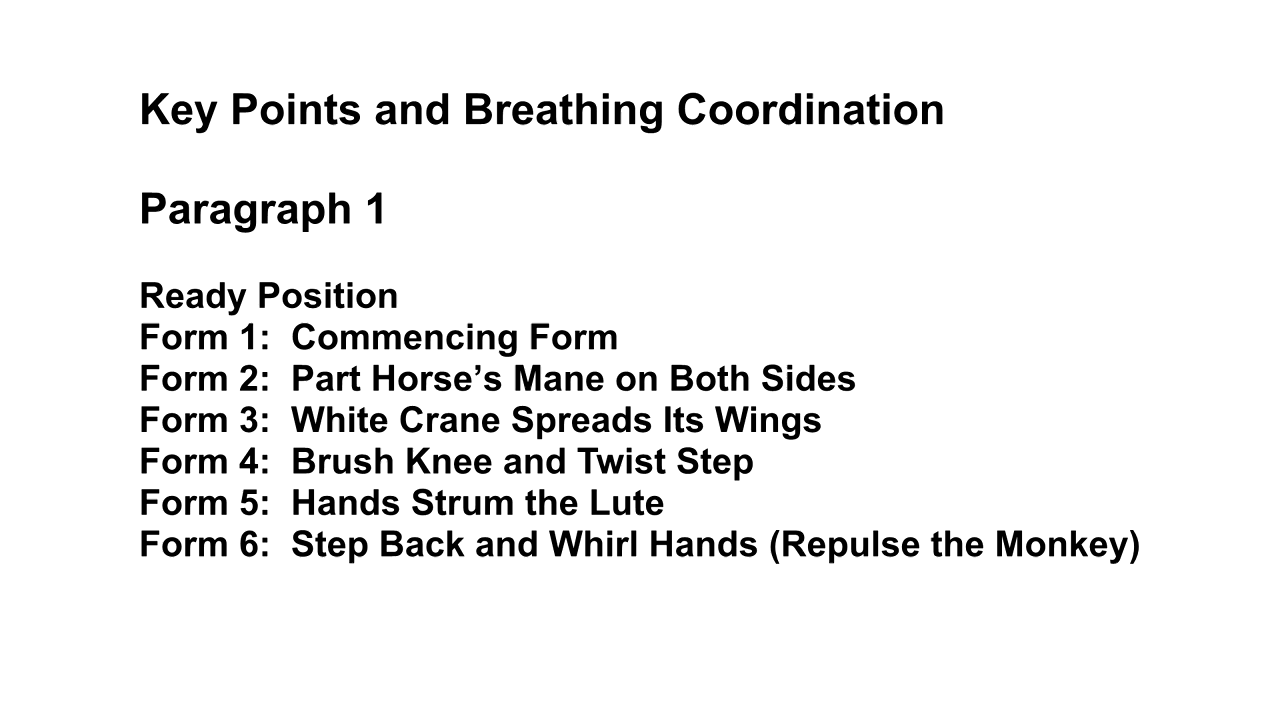 Key Points and Breathing Coordination
Paragraph 1
Ready Position
Form 1:  Commencing Form
Form 2:  Part Horse’s Mane on Both Sides
Form 3:  White Crane Spreads Its Wings
Form 4:  Brush Knee and Twist Step
Form 5:  Hands Strum the Lute
Form 6:  Step Back and Whirl Hands (Repulse the Monkey)